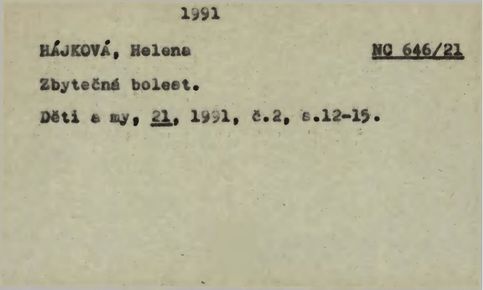 1991
HÁJKOVÁ, Helena NC 646/21
Zbytečná bolest.
Děti a my, 21, 1991, č.2, s.12-15.